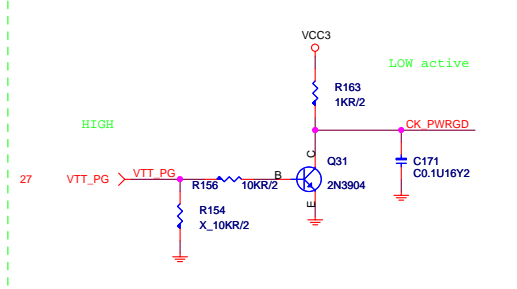 VCC3
LOW active
R163
1KR/2
HIGH
CK_PWRGD
C
Q31
C171
C0.1U16Y2
27
VTT_PG
VTT_PG
R156
10KR/2
B
2N3904
E
R154
X_10KR/2